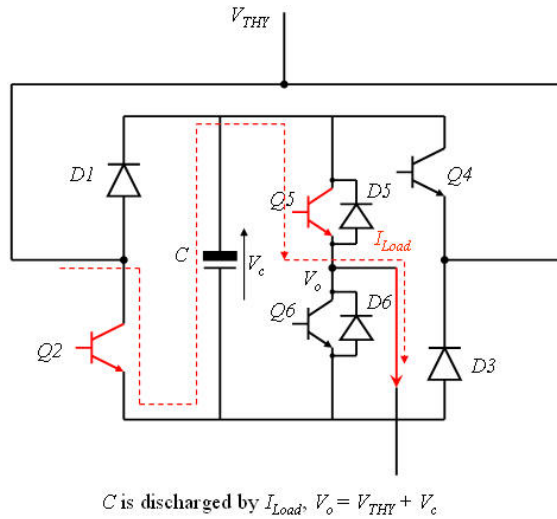 V_THY
D1
Q4
Q5
D5
I_Load
C
V_c
V_o
Q6
D6
Q2
D3
C is discharged by I_Load, V_o = V_THY + V_c